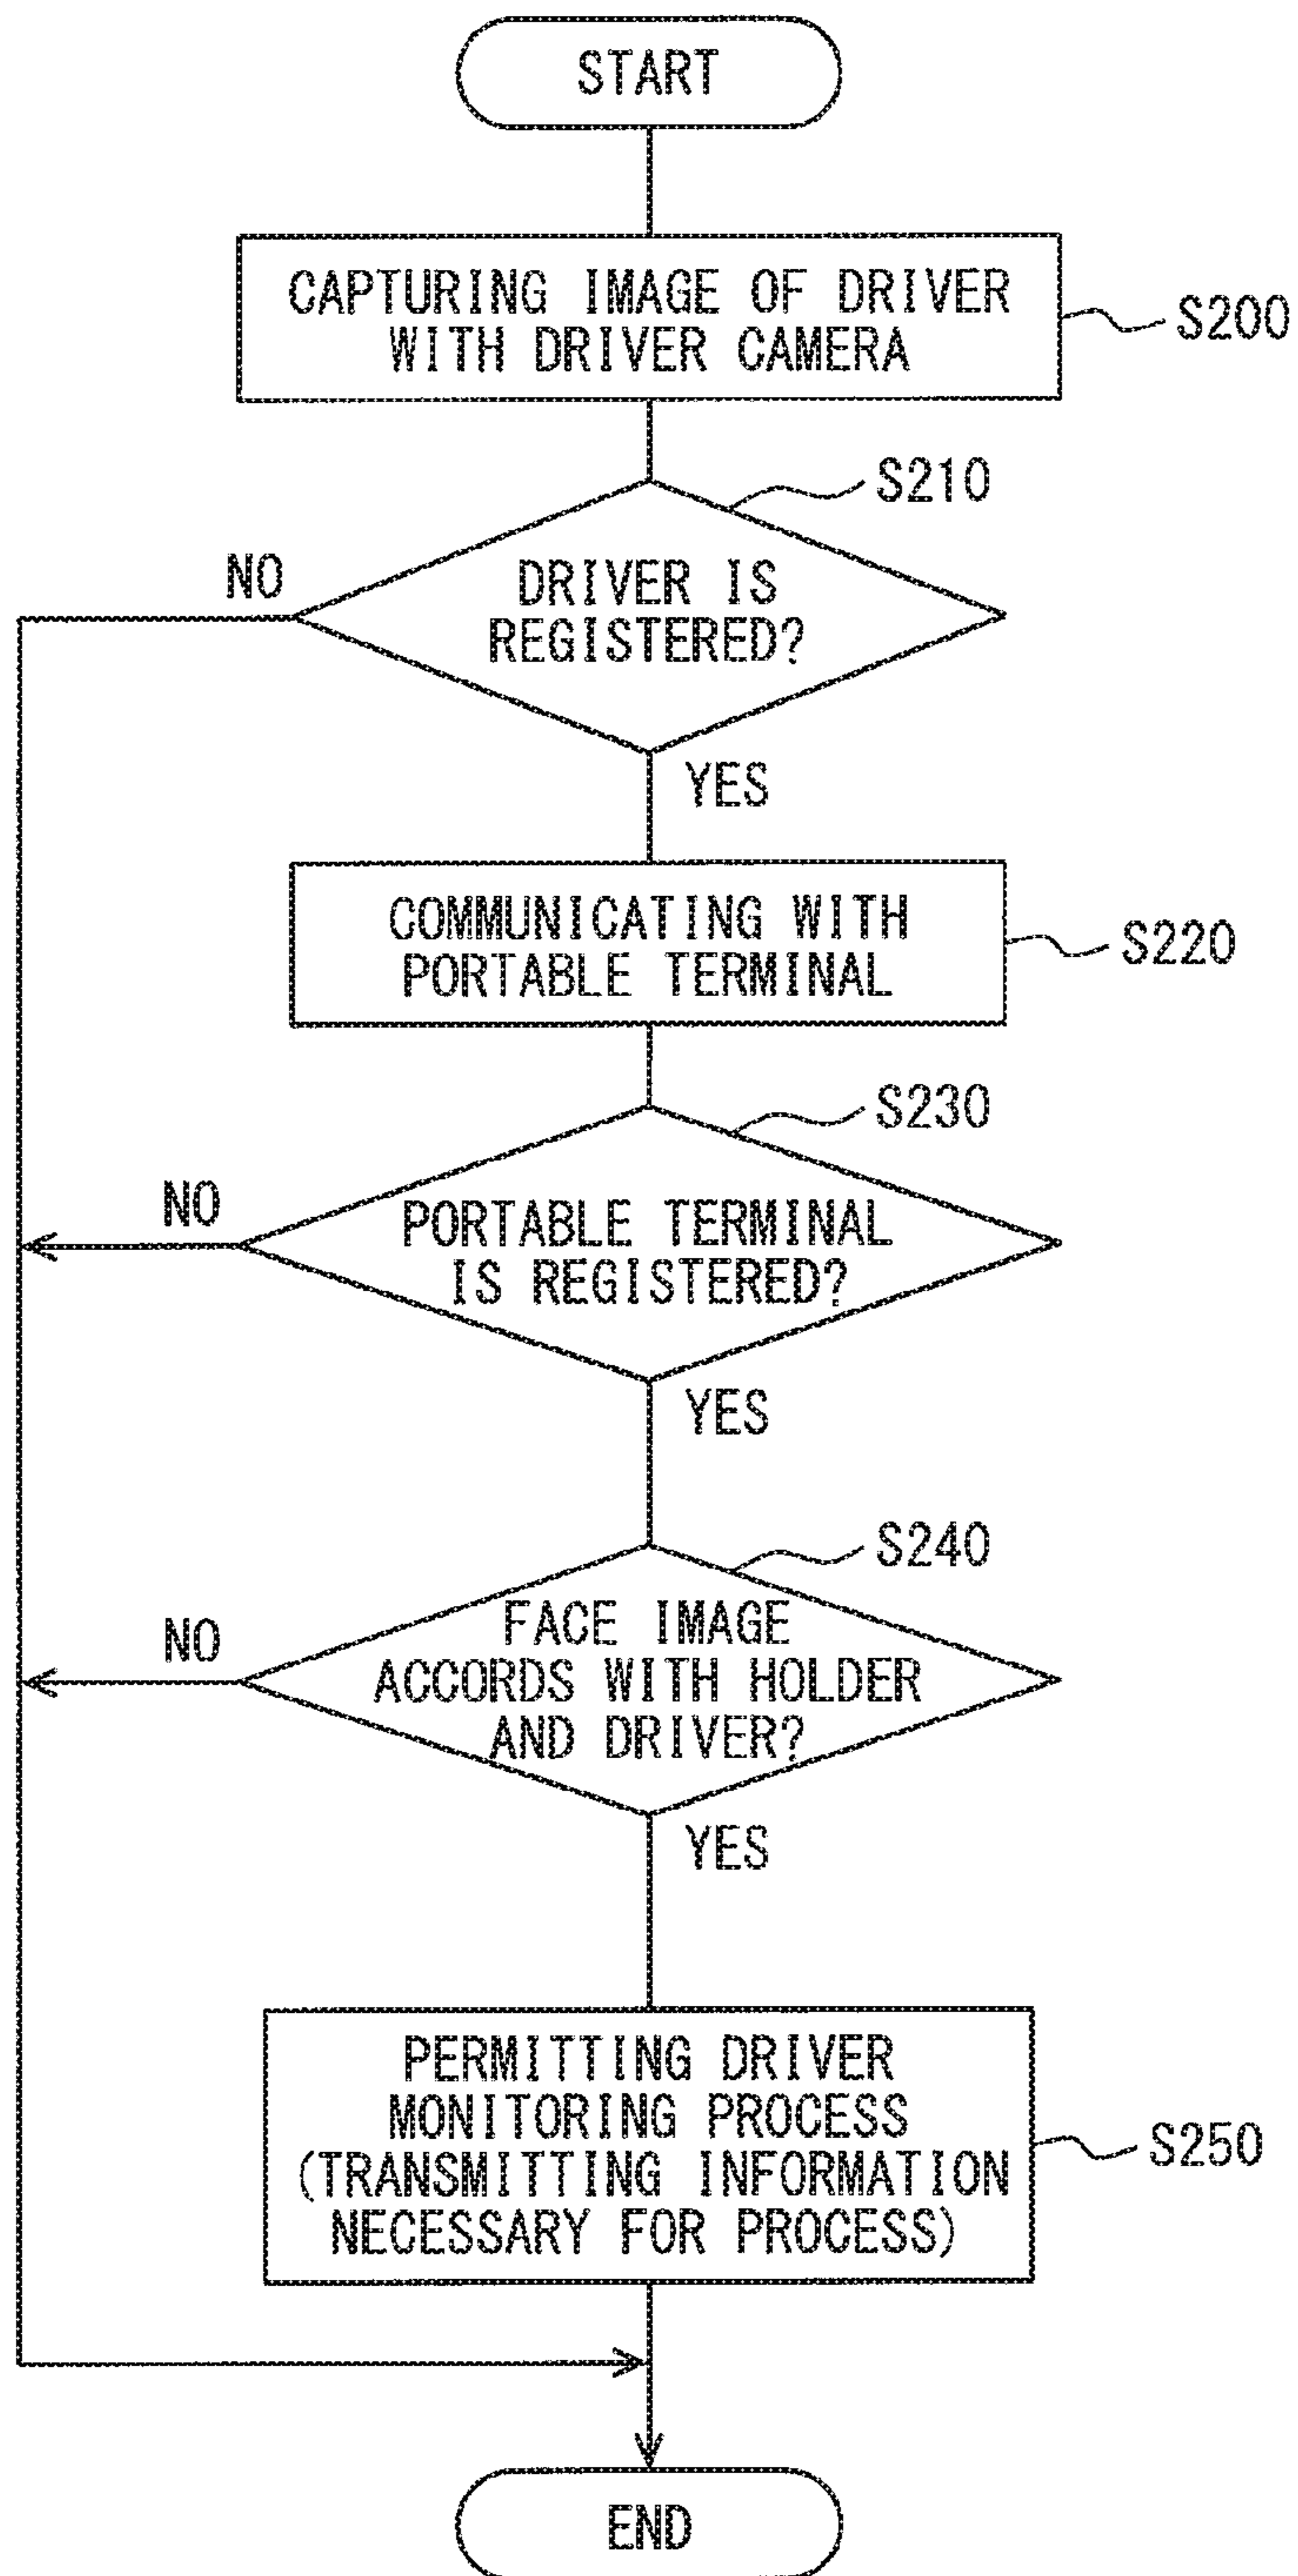 START
CAPTURING IMAGE OF DRIVER
WITH DRIVER CAMERA
S200
S210
NO
DRIVER IS
REGISTERED?
YES
COMMUNICATING WITH
PORTABLE TERMINAL
S220
S230
NO
PORTABLE TERMINAL
IS REGISTERED?
YES
S240
NO
FACE IMAGE
ACCORDS WITH HOLDER
AND DRIVER?
YES
PERMITTING DRIVER
MONITORING PROCESS
(TRANSMITTING INFORMATION
NECESSARY FOR PROCESS)
S250
END